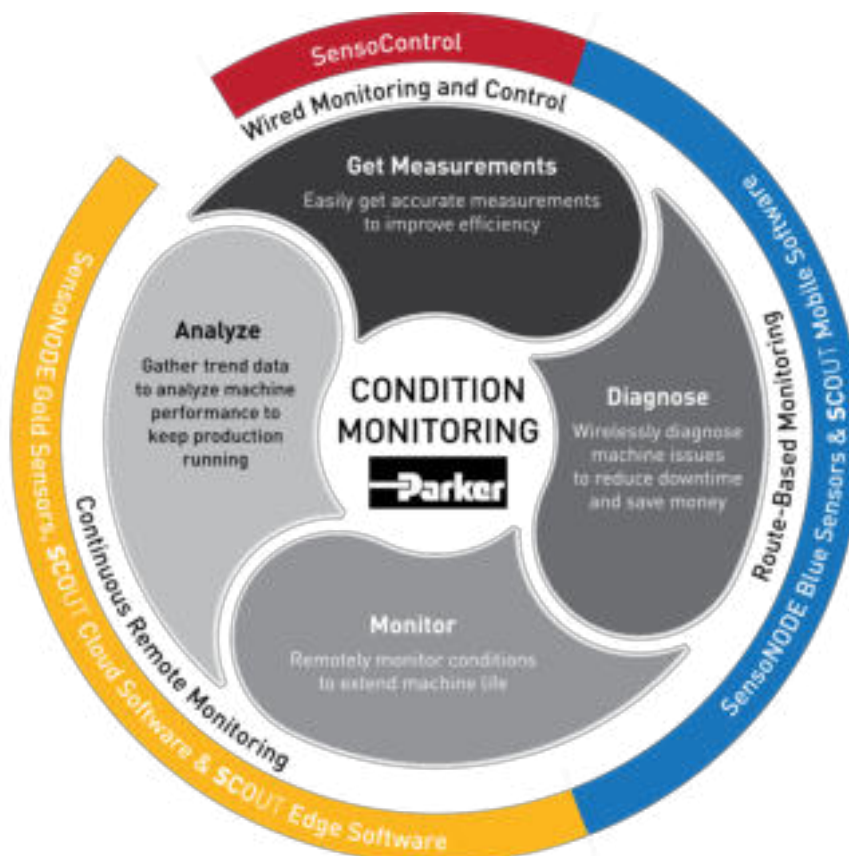 SensoControl
Wired Monitoring and Control
Get Measurements
Easily get accurate measurements
to improve efficiency
SensoNODE Blue Sensors & SCOUT Mobile Software
Route-Based Monitoring
Diagnose
Wirelessly diagnose
machine issues
to reduce downtime
and save money
Monitor
Remotely monitor conditions
to extend machine life
SensoNODE Gold Sensors, SCOUT Cloud Software & SCOUT Edge Software
Continuous Remote Monitoring
Analyze
Gather trend data
to analyze machine
performance to
keep production
running
CONDITION
MONITORING
Parker